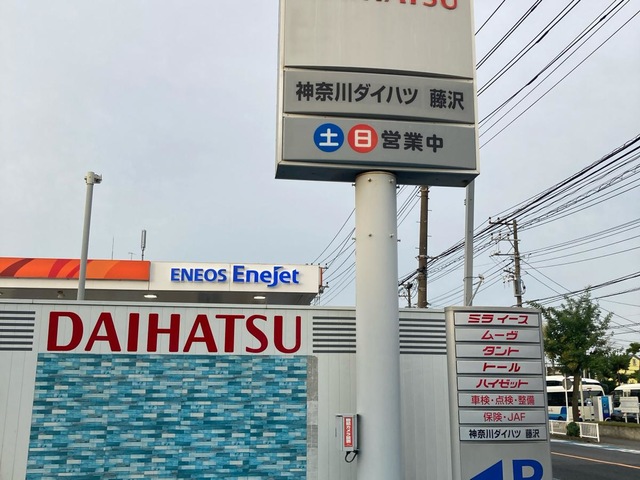 DAIHATSU
神奈川ダイハツ 藤沢
土 日 営業中
ENEOS EneJet
DAIHATSU
ミラ イース
ムーヴ
タント
トール
ハイゼット
車検・点検・整備
保険・JAF
神奈川ダイハツ 藤沢
P